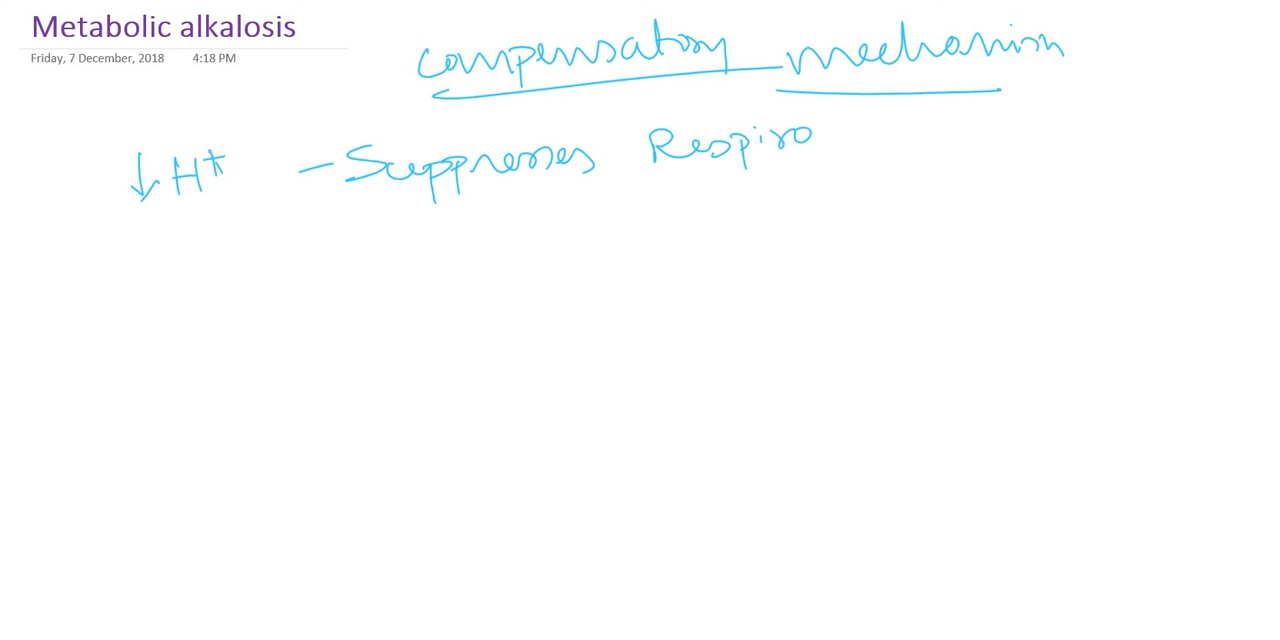 Metabolic alkalosis
Friday, 7 December, 2018 4:18 PM
compensatory mechanism
↓ H+ - Suppresses Respira